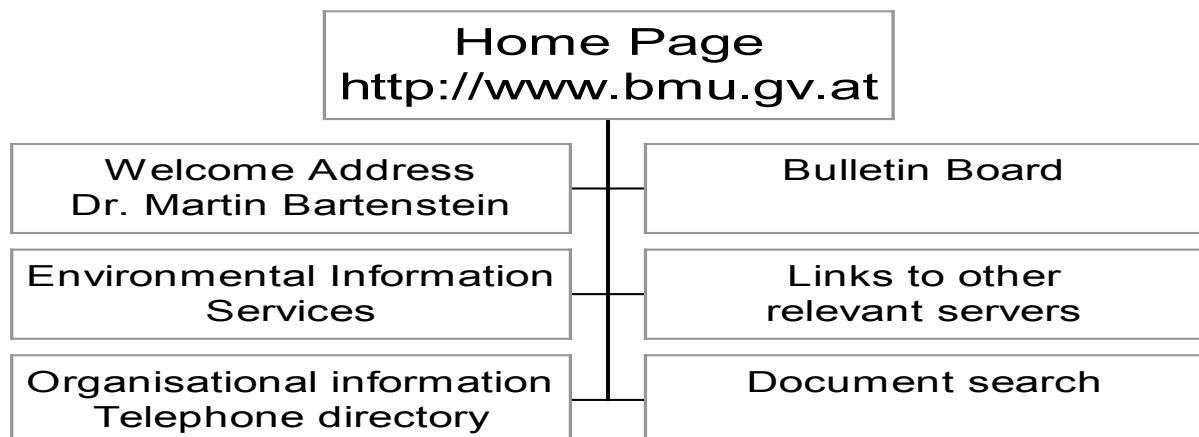 Home Page
http://www.bmu.gv.at
Welcome Address
Dr. Martin Bartenstein
Bulletin Board
Environmental Information
Services
Links to other
relevant servers
Organisational information
Telephone directory
Document search